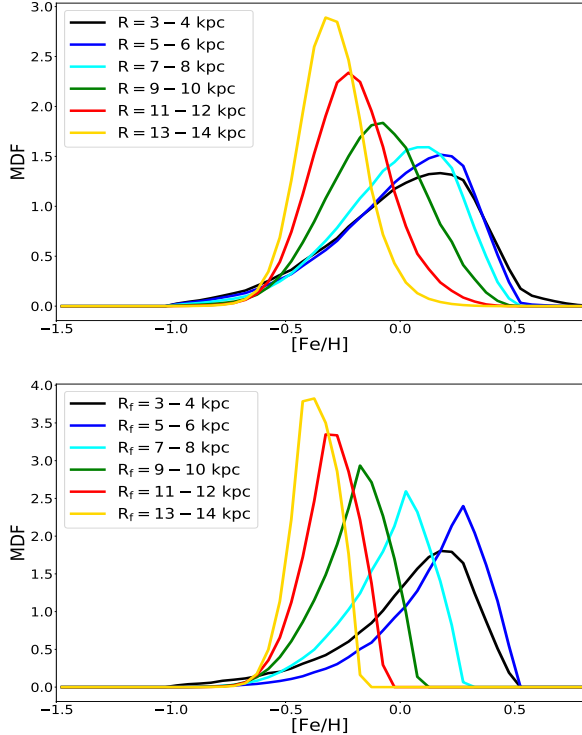 3.0
2.5
2.0
1.5
1.0
0.5
0.0
MDF
R = 3 − 4 kpc
R = 5 − 6 kpc
R = 7 − 8 kpc
R = 9 − 10 kpc
R = 11 − 12 kpc
R = 13 − 14 kpc
−1.5 −1.0 −0.5 0.0 0.5
[Fe/H]
4.0
3.5
3.0
2.5
2.0
1.5
1.0
0.5
0.0
MDF
R_f = 3 − 4 kpc
R_f = 5 − 6 kpc
R_f = 7 − 8 kpc
R_f = 9 − 10 kpc
R_f = 11 − 12 kpc
R_f = 13 − 14 kpc
−1.5 −1.0 −0.5 0.0 0.5
[Fe/H]